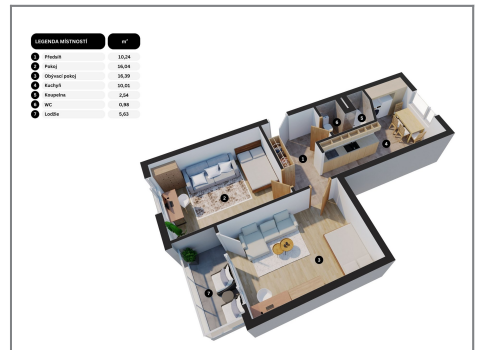 LEGENDA MÍSTNOSTÍ m²
1 Předsíň 10,24
2 Pokoj 16,04
3 Obývací pokoj 16,39
4 Kuchyň 10,01
5 Koupelna 2,54
6 WC 0,98
7 Lodžie 5,63
6
5
1
4
2
3
7